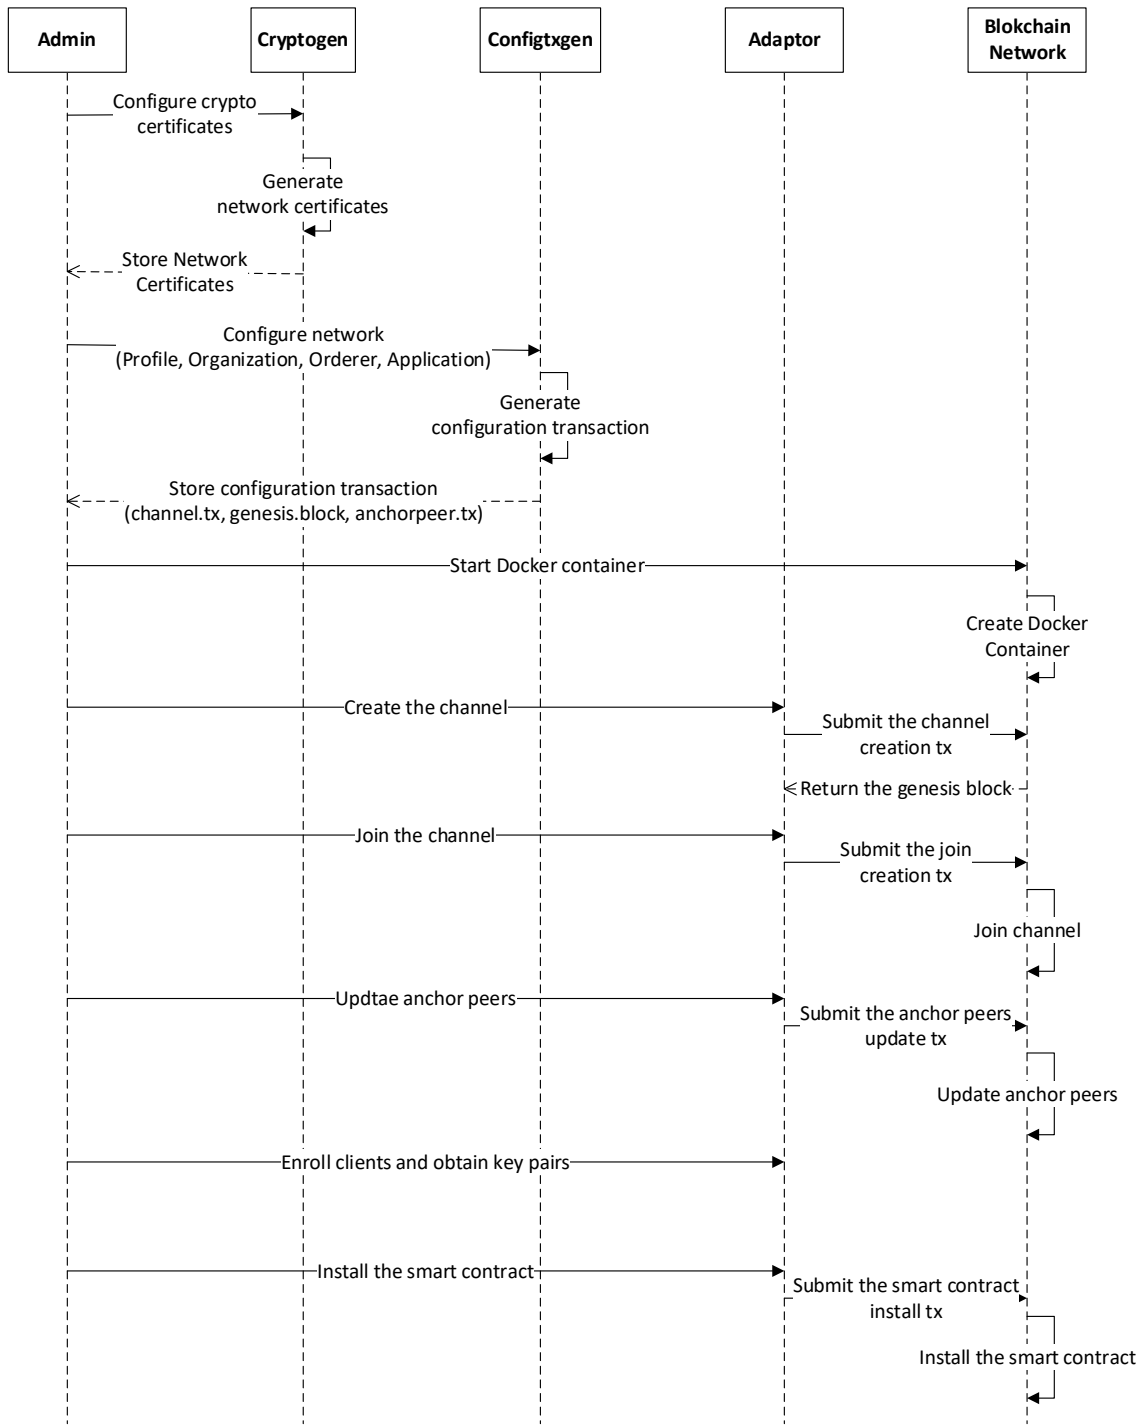 Admin
Cryptogen
Configtxgen
Adaptor
Blokchain
Network
Configure crypto
certificates
Generate
network certificates
Store Network
Certificates
Configure network
(Profile, Organization, Orderer, Application)
Generate
configuration transaction
Store configuration transaction
(channel.tx, genesis.block, anchorpeer.tx)
Start Docker container
Create Docker
Container
Create the channel
Submit the channel
creation tx
Return the genesis block
Join the channel
Submit the join
creation tx
Join channel
Updtae anchor peers
Submit the anchor peers
update tx
Update anchor peers
Enroll clients and obtain key pairs
Install the smart contract
Submit the smart contract
install tx
Install the smart contract